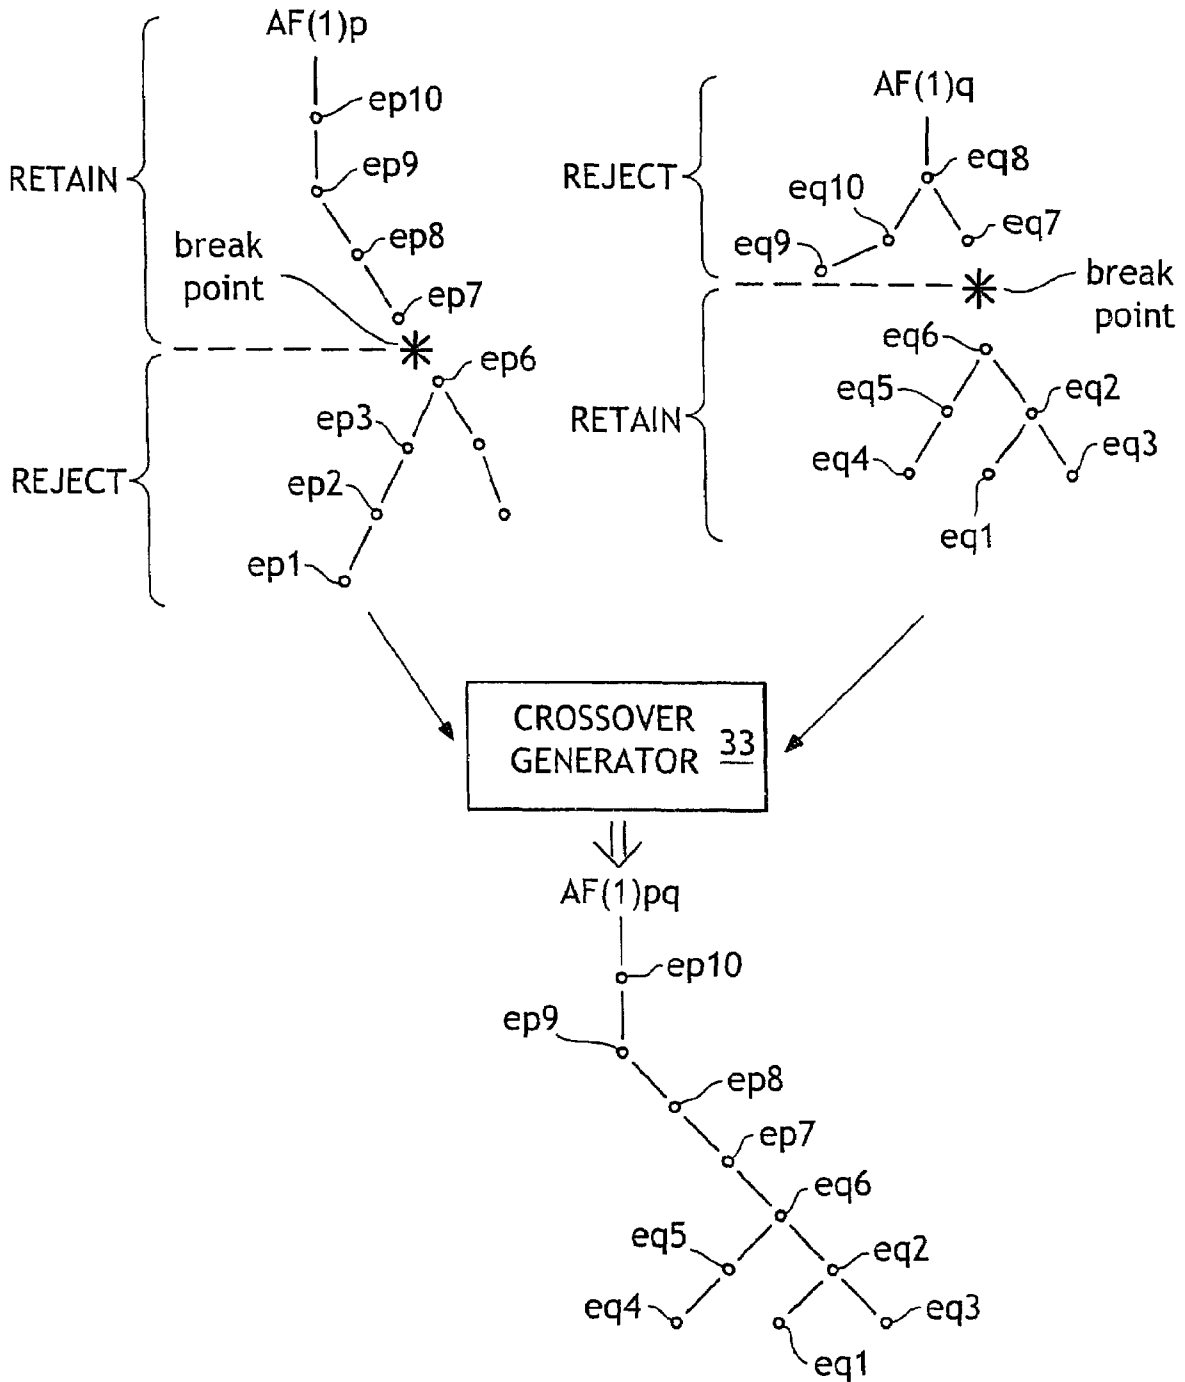 AF(1)p
ep10
ep9
RETAIN
ep8
break
point
ep7
ep6
ep3
REJECT
ep2
ep1
AF(1)q
eq8
REJECT
eq10
eq7
eq9
break
point
eq6
eq5
eq2
RETAIN
eq4
eq3
eq1
CROSSOVER
GENERATOR 33
AF(1)pq
ep10
ep9
ep8
ep7
eq6
eq5
eq2
eq4
eq3
eq1